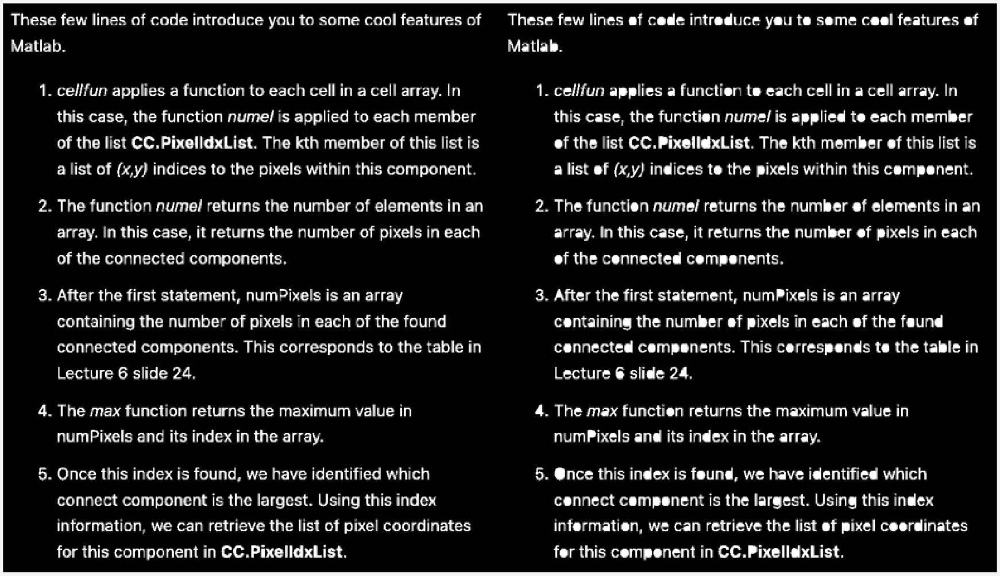 These few lines of code introduce you to some cool features of
Matlab.
1. cellfun applies a function to each cell in a cell array. In
this case, the function numel is applied to each member
of the list CC.PixelIdxList. The kth member of this list is
a list of (x,y) indices to the pixels within this component.
2. The function numel returns the number of elements in an
array. In this case, it returns the number of pixels in each
of the connected components.
3. After the first statement, numPixels is an array
containing the number of pixels in each of the found
connected components. This corresponds to the table in
Lecture 6 slide 24.
4. The max function returns the maximum value in
numPixels and its index in the array.
5. Once this index is found, we have identified which
connect component is the largest. Using this index
information, we can retrieve the list of pixel coordinates
for this component in CC.PixelIdxList.
These few lines of code introduce you to some cool features of
Matlab.
1. cellfun applies a function to each cell in a cell array. In
this case, the function numel is applied to each member
of the list CC.PixelIdxList. The kth member of this list is
a list of (x,y) indices to the pixels within this component.
2. The function numel returns the number of elements in an
array. In this case, it returns the number of pixels in each
of the connected components.
3. After the first statement, numPixels is an array
containing the number of pixels in each of the found
connected components. This corresponds to the table in
Lecture 6 slide 24.
4. The max function returns the maximum value in
numPixels and its index in the array.
5. Once this index is found, we have identified which
connect component is the largest. Using this index
information, we can retrieve the list of pixel coordinates
for this component in CC.PixelIdxList.